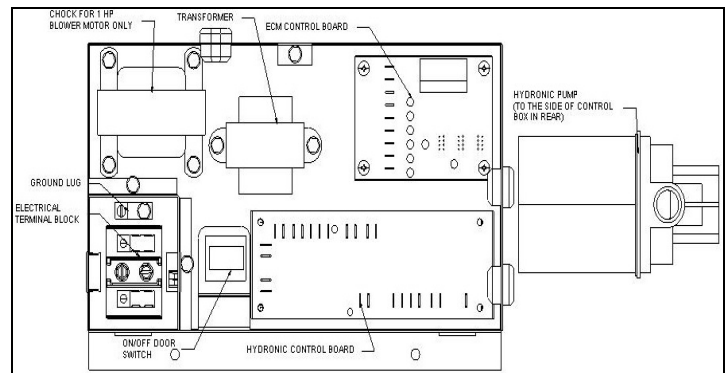 CHOCK FOR 1 HP
BLOWER MOTOR ONLY
TRANSFORMER
ECM CONTROL BOARD
HYDRONIC PUMP
(TO THE SIDE OF CONTROL
BOX IN REAR)
GROUND LUG
ELECTRICAL
TERMINAL BLOCK
ON/OFF DOOR
SWITCH
HYDRONIC CONTROL BOARD